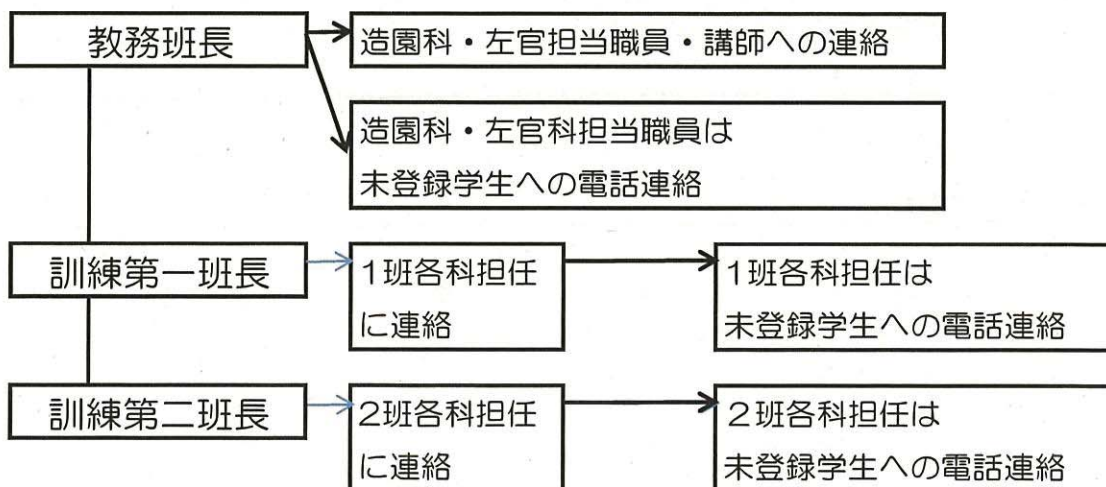 教務班長
造園科・左官担当職員・講師への連絡
造園科・左官科担当職員は
未登録学生への電話連絡
訓練第一班長
1班各科担任
に連絡
1班各科担任は
未登録学生への電話連絡
訓練第二班長
2班各科担任
に連絡
2班各科担任は
未登録学生への電話連絡